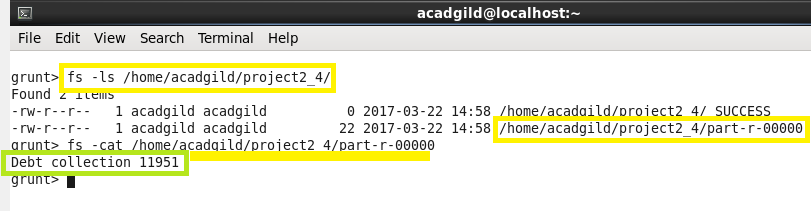 acadgild@localhost:~
File Edit View Search Terminal Help
grunt> fs -ls /home/acadgild/project2_4/
Found 2 items
-rw-r--r--   1 acadgild acadgild          0 2017-03-22 14:58 /home/acadgild/project2_4/_SUCCESS
-rw-r--r--   1 acadgild acadgild         22 2017-03-22 14:58 /home/acadgild/project2_4/part-r-00000
grunt> fs -cat /home/acadgild/project2_4/part-r-00000
Debt collection 11951
grunt>